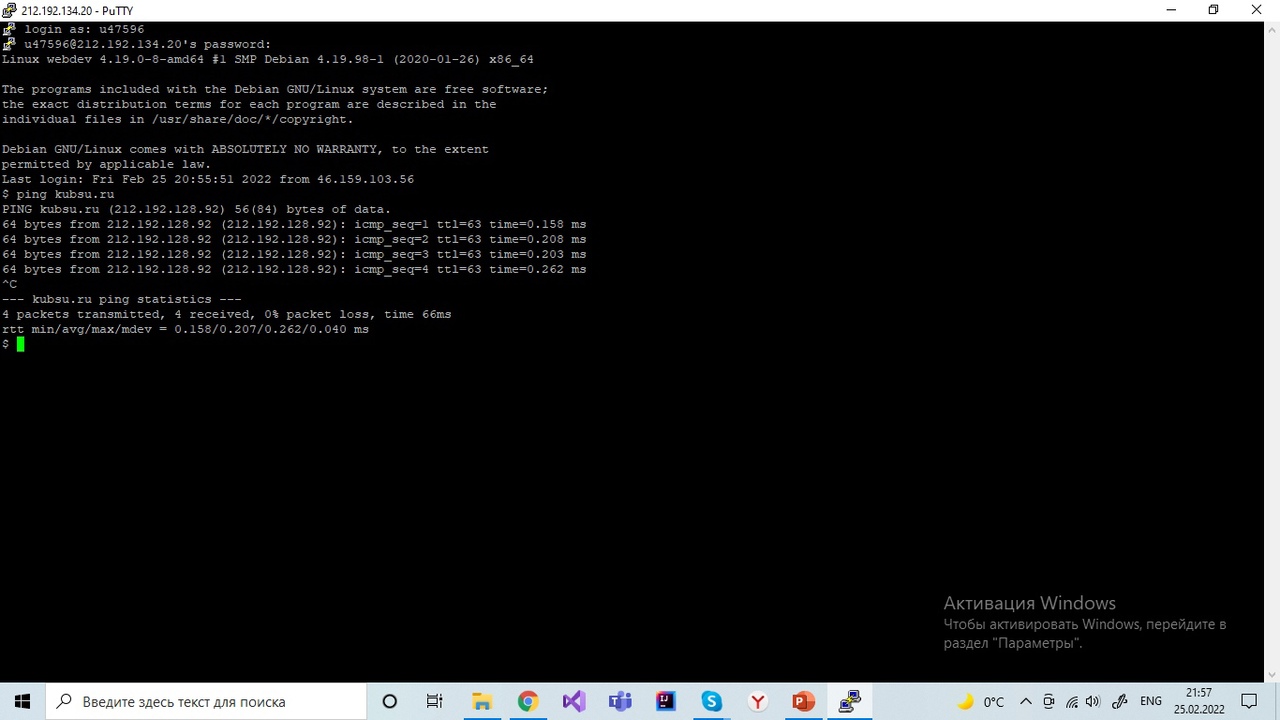 212.192.134.20 - PuTTY
login as: u47596
u47596@212.192.134.20's password:
Linux webdev 4.19.0-8-amd64 #1 SMP Debian 4.19.98-1 (2020-01-26) x86_64
The programs included with the Debian GNU/Linux system are free software;
the exact distribution terms for each program are described in the
individual files in /usr/share/doc/*/copyright.
Debian GNU/Linux comes with ABSOLUTELY NO WARRANTY, to the extent
permitted by applicable law.
Last login: Fri Feb 25 20:55:51 2022 from 46.159.103.56
$ ping kubsu.ru
PING kubsu.ru (212.192.128.92) 56(84) bytes of data.
64 bytes from 212.192.128.92 (212.192.128.92): icmp_seq=1 ttl=63 time=0.158 ms
64 bytes from 212.192.128.92 (212.192.128.92): icmp_seq=2 ttl=63 time=0.208 ms
64 bytes from 212.192.128.92 (212.192.128.92): icmp_seq=3 ttl=63 time=0.203 ms
64 bytes from 212.192.128.92 (212.192.128.92): icmp_seq=4 ttl=63 time=0.262 ms
^C
--- kubsu.ru ping statistics ---
4 packets transmitted, 4 received, 0% packet loss, time 66ms
rtt min/avg/max/mdev = 0.158/0.207/0.262/0.040 ms
$
Активация Windows
Чтобы активировать Windows, перейдите в
раздел "Параметры".
Введите здесь текст для поиска
0°C
ENG
21:57
25.02.2022